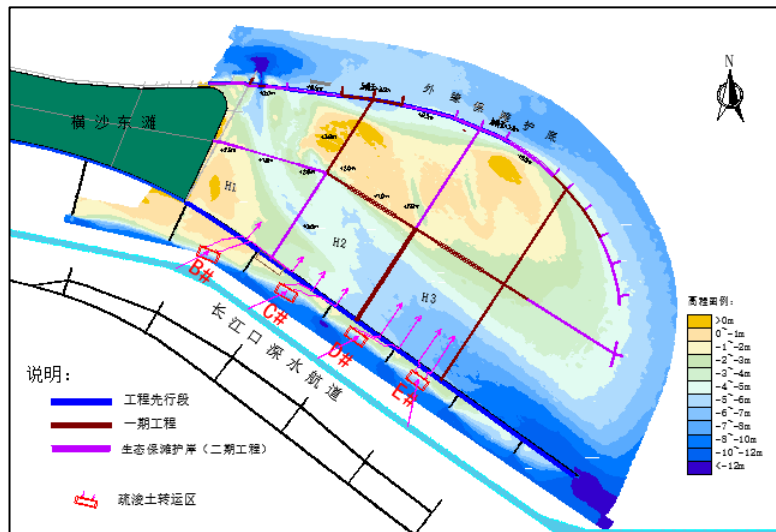 N
外缘保滩护底
横沙东滩
H1
H2
H3
B#
C#
D#
E#
长江口深水航道
说明：
工程先行段
一期工程
生态保滩护岸（二期工程）
疏浚土转运区
高程图例：
>0m
0~-1m
-1~-2m
-2~-3m
-3~-4m
-4~-5m
-5~-6m
-6~-7m
-7~-8m
-8~-10m
-10~-12m
<-12m